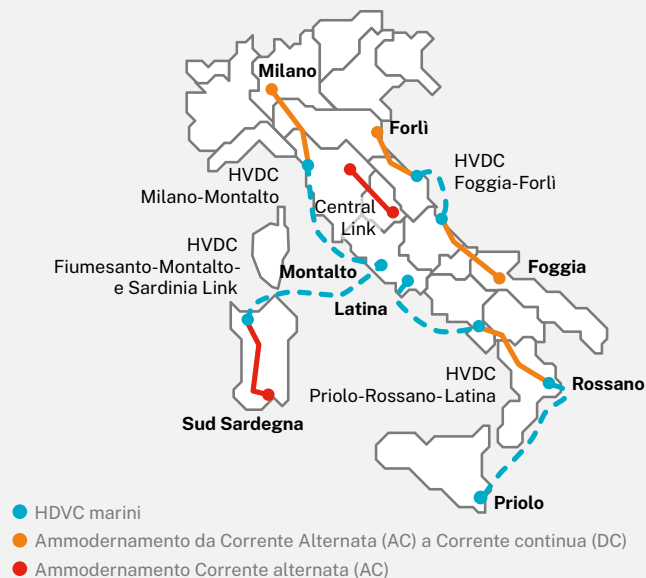 Milano
Forlì
HVDC
Foggia-Forlì
HVDC
Milano-Montalto
Central
Link
HVDC
Fiumesanto-Montalto-
e Sardinia Link
Montalto
Foggia
Latina
HVDC
Priolo-Rossano-Latina
Rossano
Sud Sardegna
Priolo
HDVC marini
Ammodernamento da Corrente Alternata (AC) a Corrente continua (DC)
Ammodernamento Corrente alternata (AC)